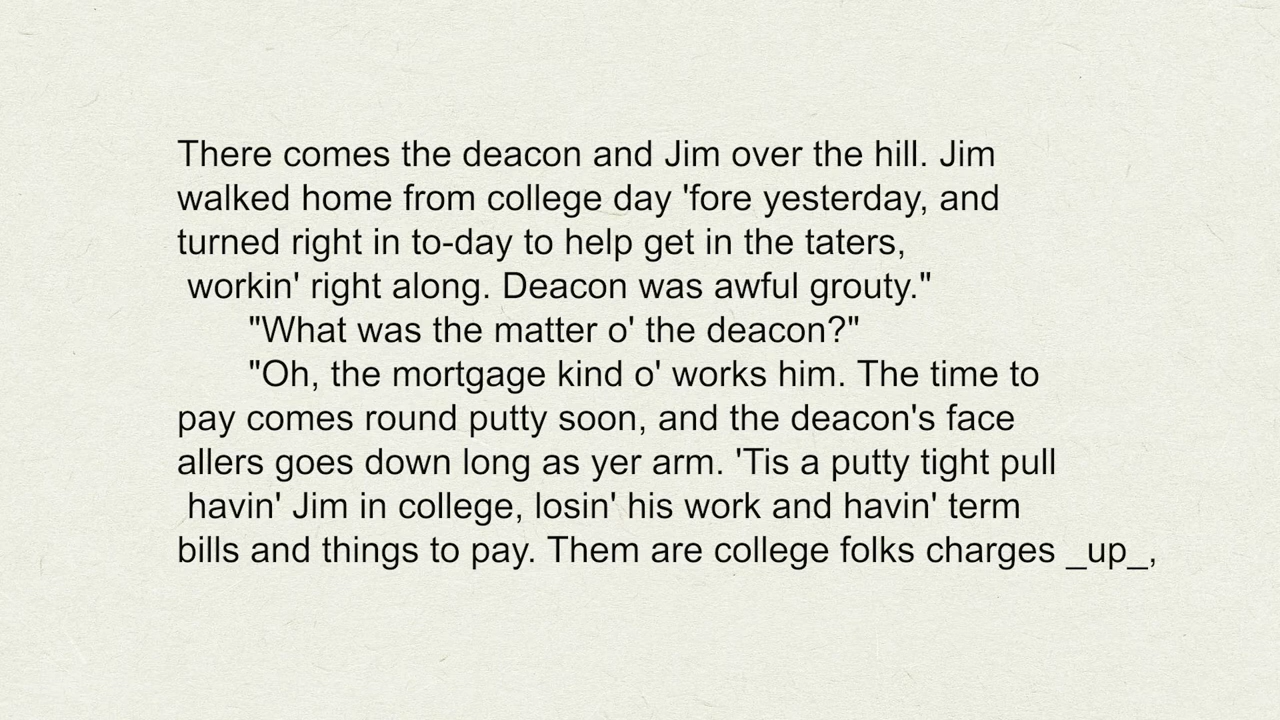 There comes the deacon and Jim over the hill. Jim
walked home from college day 'fore yesterday, and
turned right in to-day to help get in the taters,
workin' right along. Deacon was awful grouty."
"What was the matter o' the deacon?"
"Oh, the mortgage kind o' works him. The time to
pay comes round putty soon, and the deacon's face
allers goes down long as yer arm. 'Tis a putty tight pull
havin' Jim in college, losin' his work and havin' term
bills and things to pay. Them are college folks charges _up_,